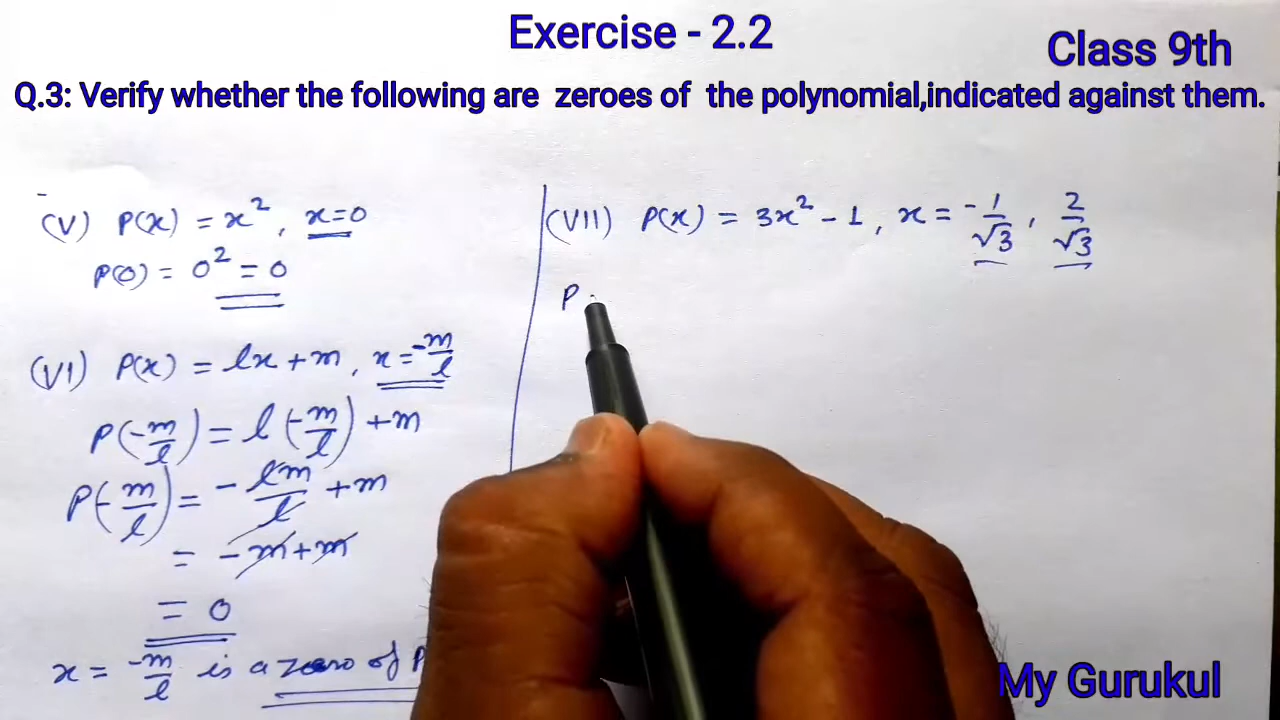 Exercise - 2.2
Class 9th
Q.3: Verify whether the following are zeroes of the polynomial,indicated against them.
(V) P(x) = x², x=0
P(0) = 0² = 0
(VI) P(x) = lx + m, x = -m/l
P(-m/l) = l(-m/l) + m
P(-m/l) = -lm/l + m
= -m + m
= 0
x = -m/l is a zero of P
(VII) P(x) = 3x² - 1, x = -1/√3, 2/√3
P
My Gurukul